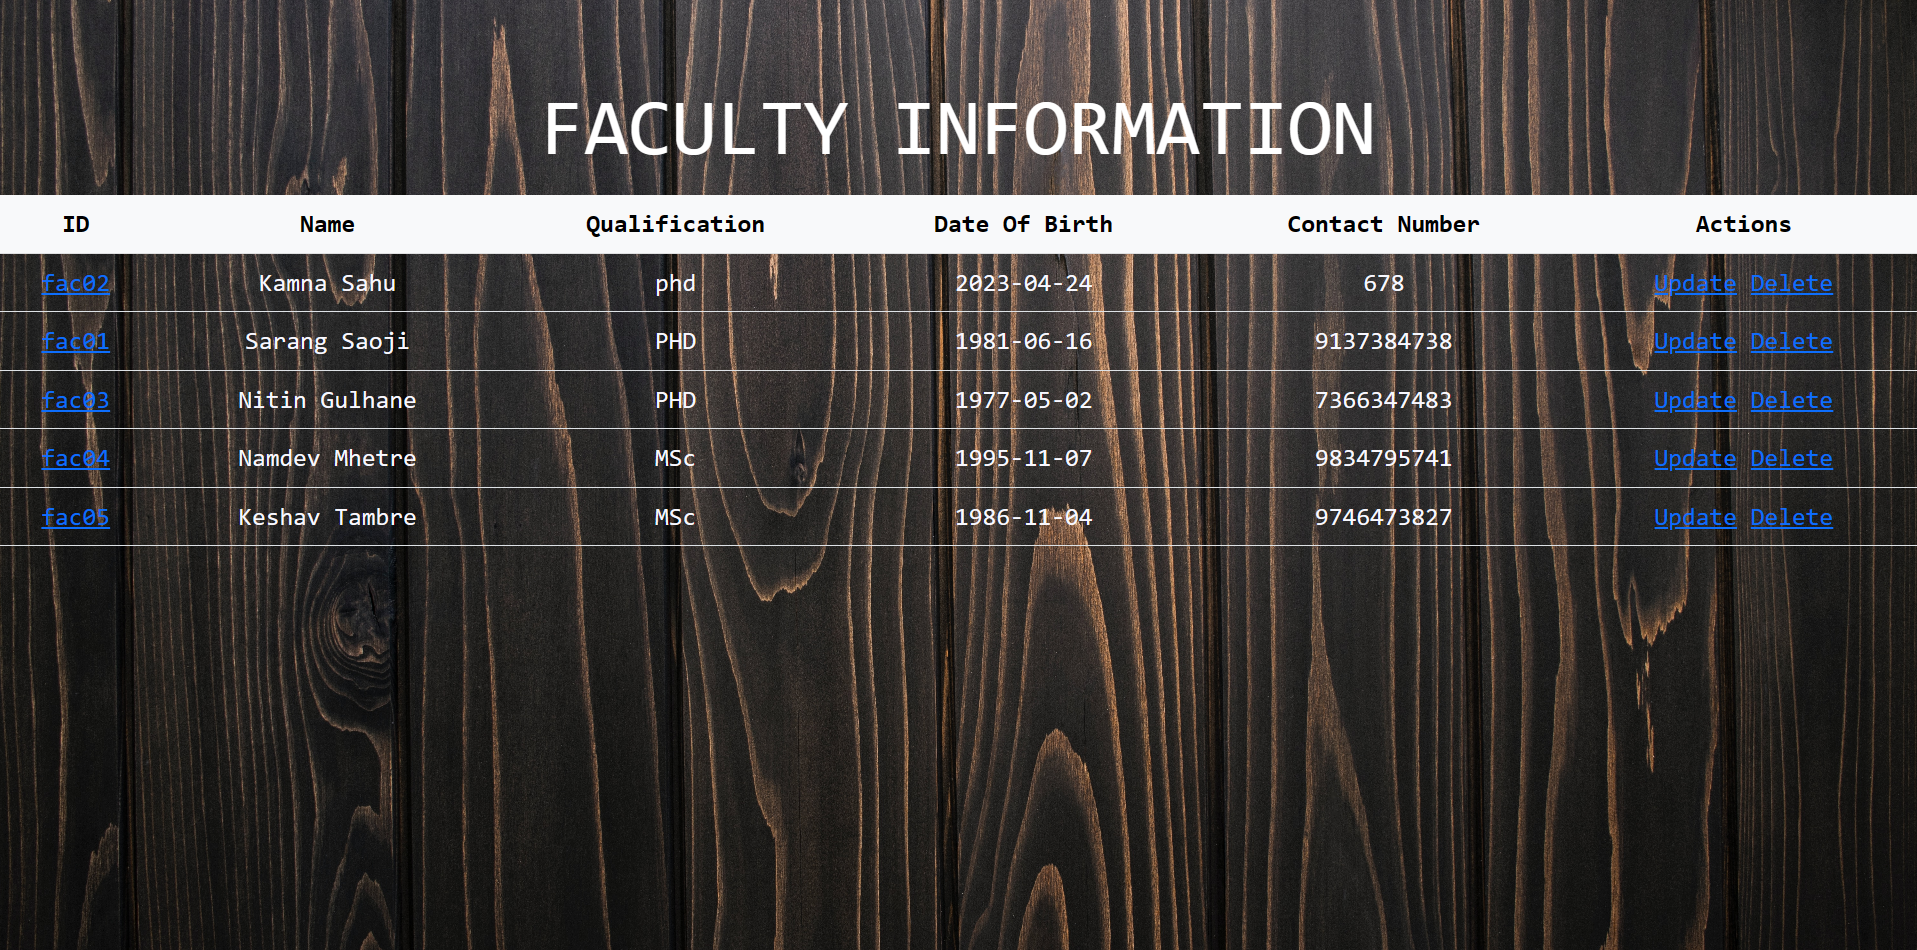 FACULTY INFORMATION
ID Name Qualification Date Of Birth Contact Number Actions
fac02 Kamna Sahu phd 2023-04-24 678 Update Delete
fac01 Sarang Saoji PHD 1981-06-16 9137384738 Update Delete
fac03 Nitin Gulhane PHD 1977-05-02 7366347483 Update Delete
fac04 Namdev Mhetre MSc 1995-11-07 9834795741 Update Delete
fac05 Keshav Tambre MSc 1986-11-04 9746473827 Update Delete